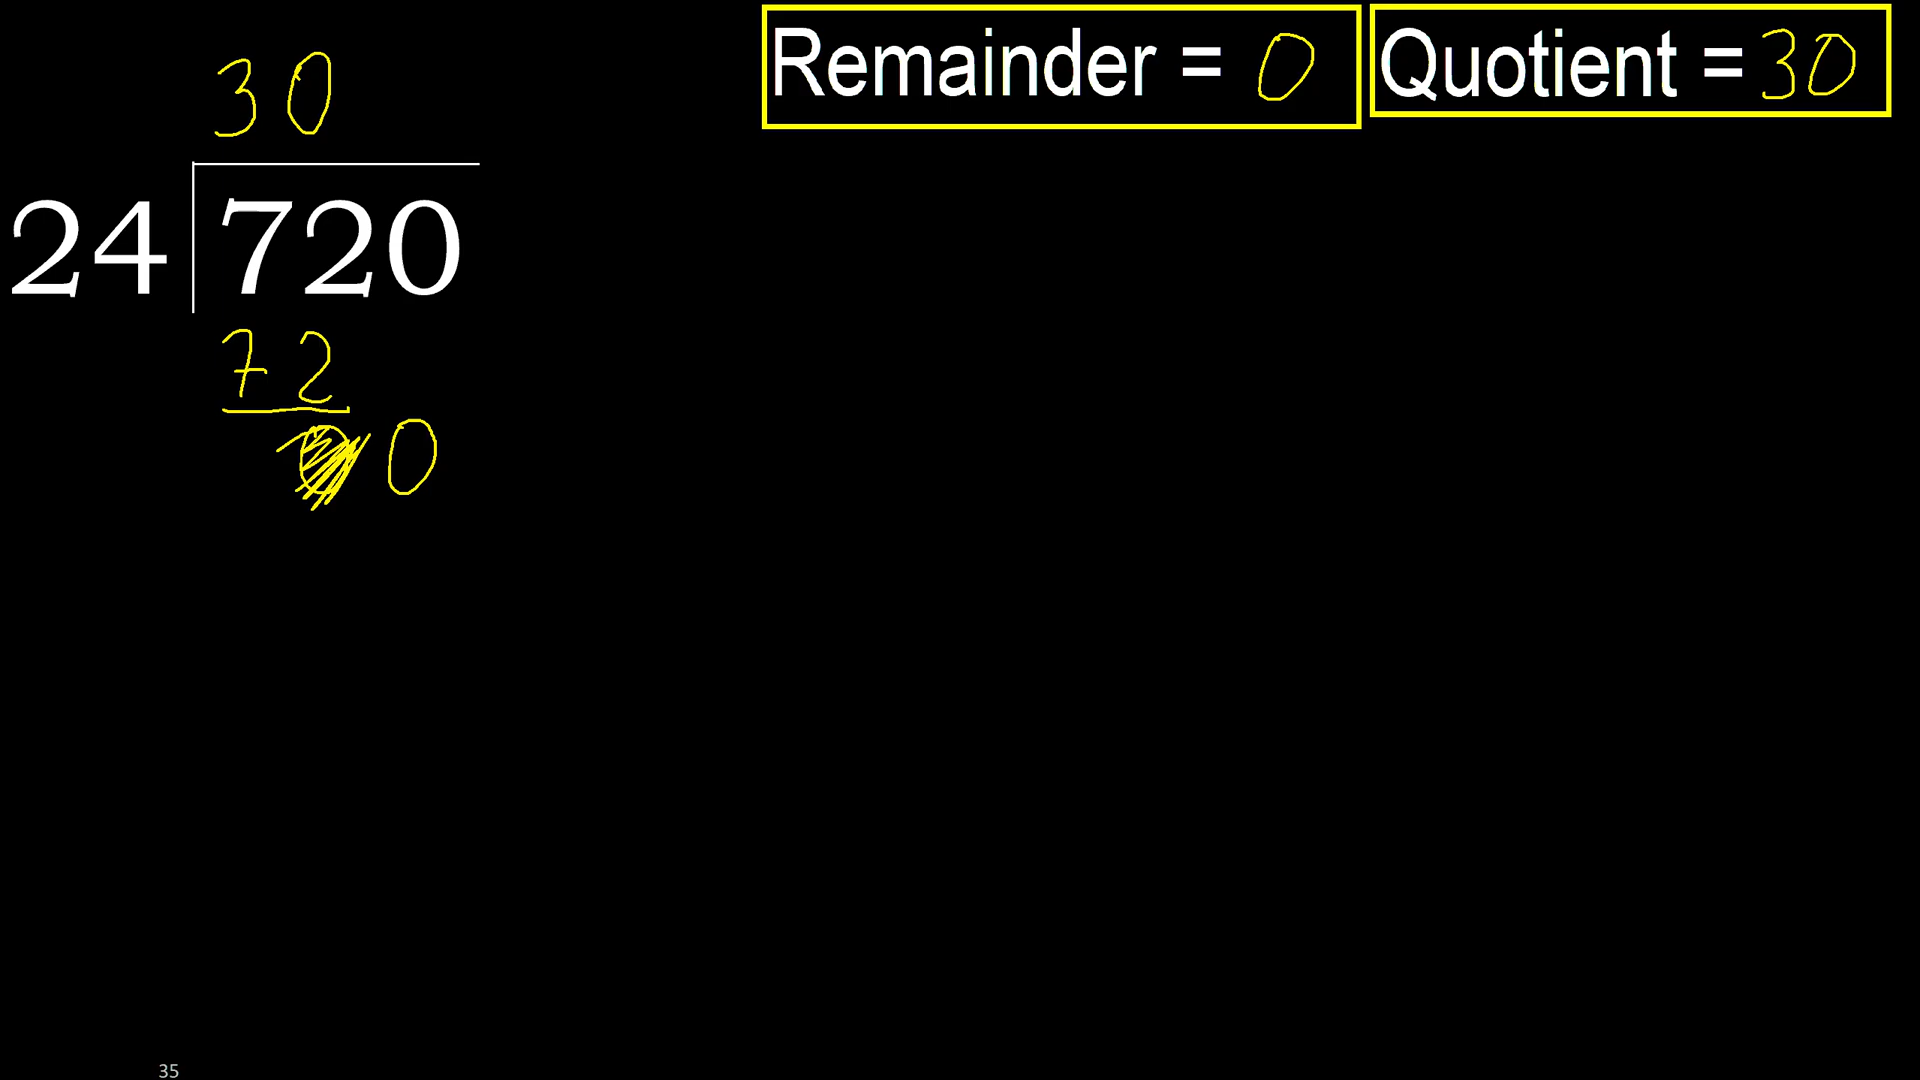 Remainder = 0
Quotient = 30
30
24 720
72
0
35